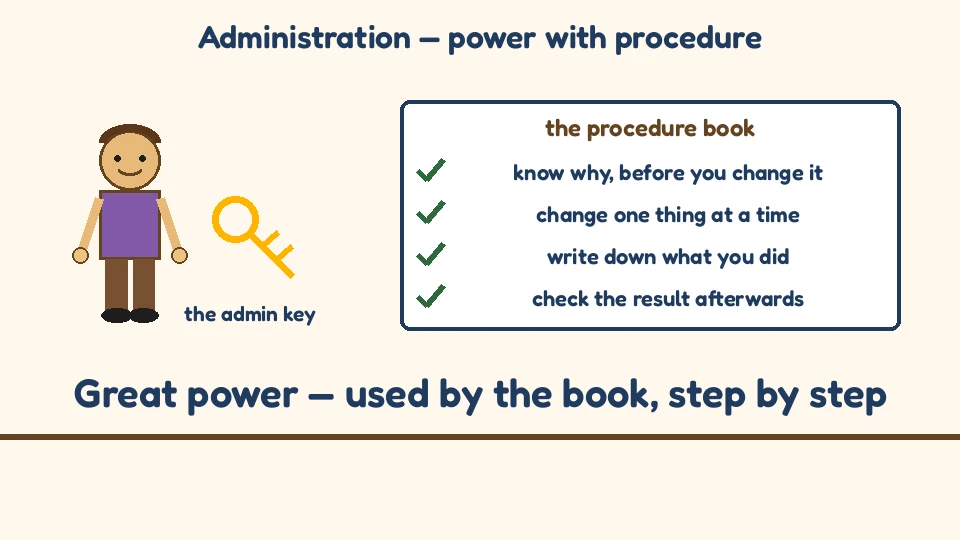 Administration — power with procedure
the procedure book
know why, before you change it
change one thing at a time
write down what you did
check the result afterwards
the admin key
Great power — used by the book, step by step